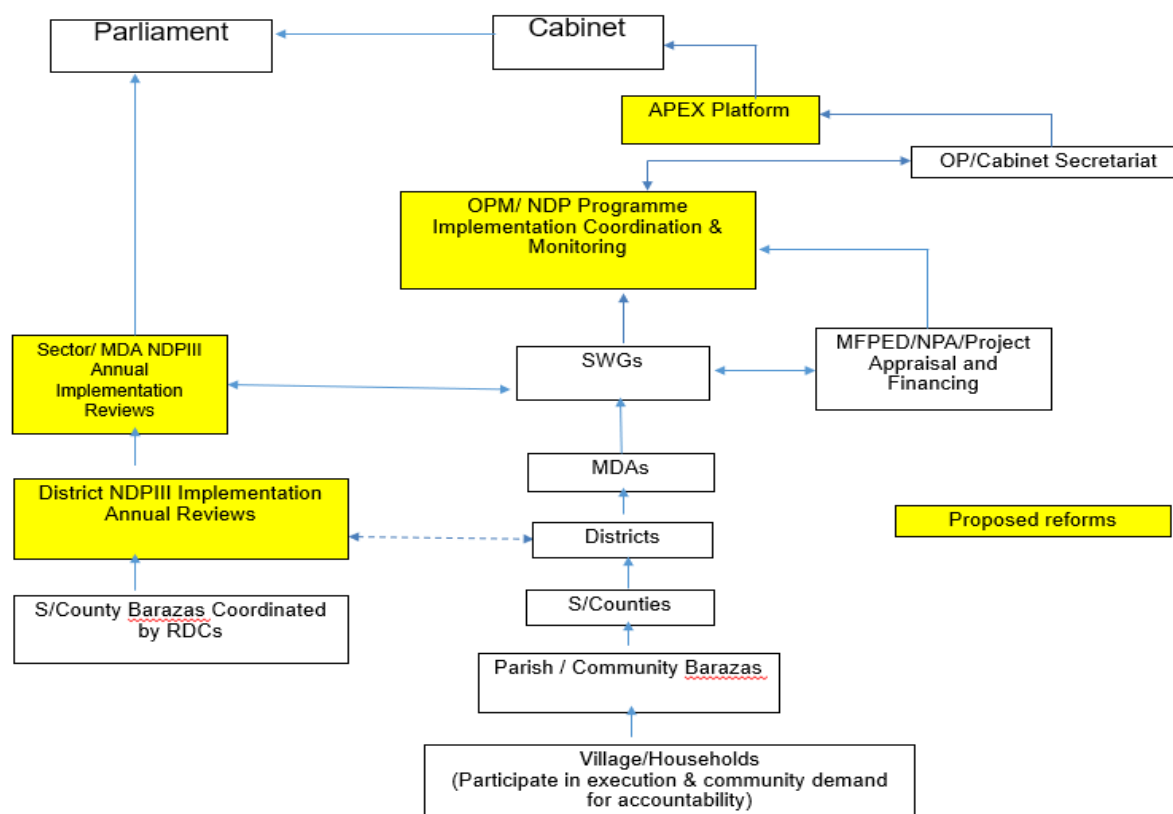 Parliament
Cabinet
APEX Platform
OP/Cabinet Secretariat
OPM/ NDP Programme
Implementation Coordination &
Monitoring
Sector/ MDA NDPIII
Annual
Implementation
Reviews
SWGs
MFPED/NPA/Project
Appraisal and
Financing
MDAs
District NDPIII Implementation
Annual Reviews
Proposed reforms
Districts
S/County Barazas Coordinated
by RDCs
S/Counties
Parish / Community Barazas
Village/Households
(Participate in execution & community demand
for accountability)